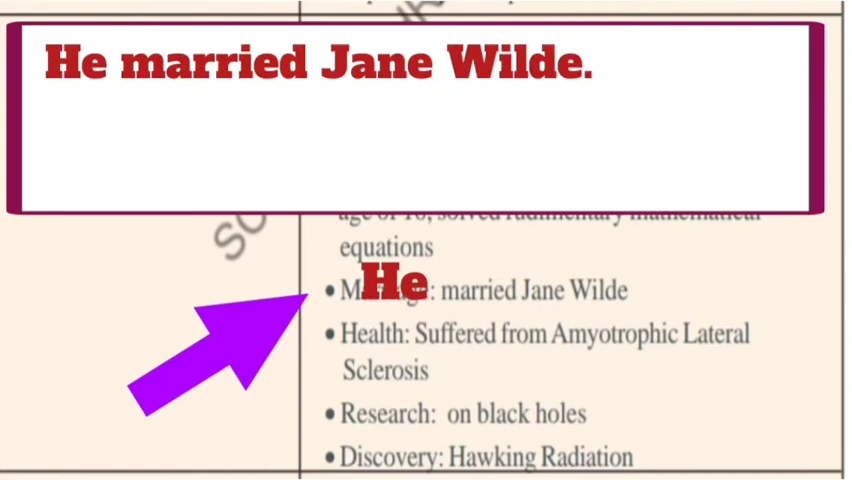 He married Jane Wilde.
equations
He
: married Jane Wilde
• Health: Suffered from Amyotrophic Lateral
Sclerosis
• Research: on black holes
• Discovery: Hawking Radiation